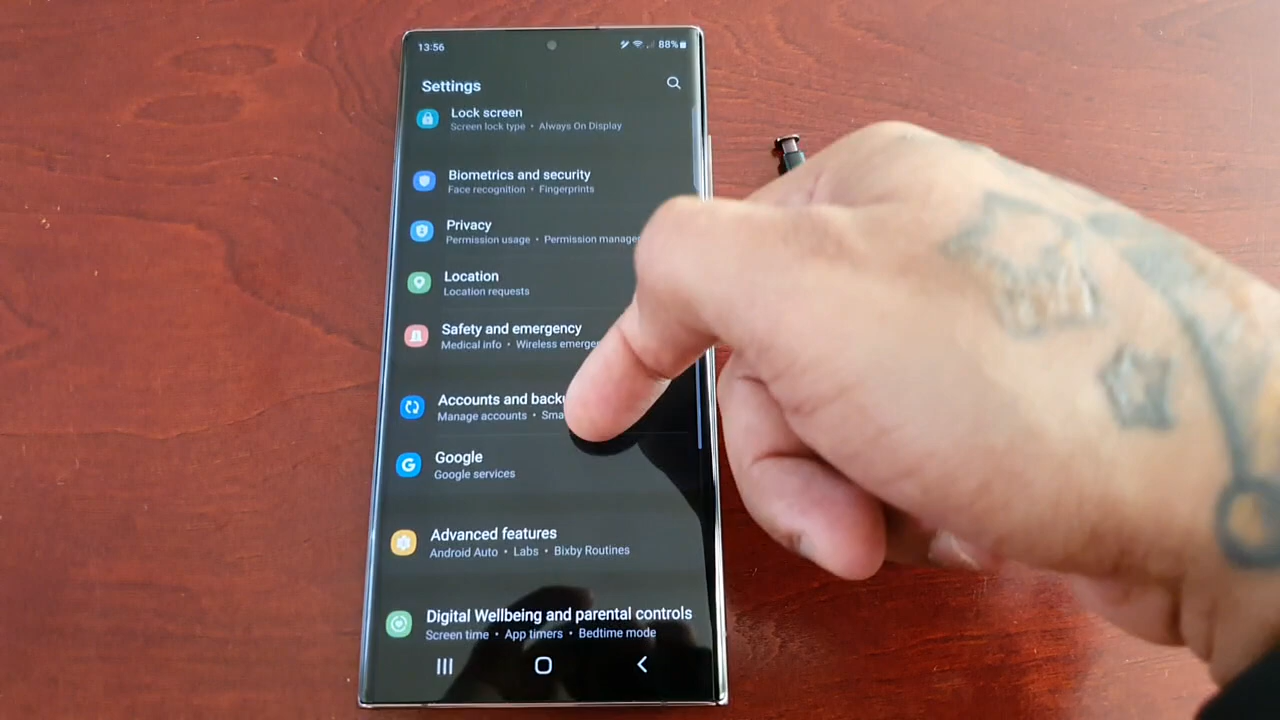 13:56 88%
Settings
Lock screen
Screen lock type • Always On Display
Biometrics and security
Face recognition • Fingerprints
Privacy
Permission usage • Permission manager
Location
Location requests
Safety and emergency
Medical info • Wireless emerge
Accounts and back
Manage accounts • Sma
Google
G
Google services
Advanced features
Android Auto • Labs • Bixby Routines
Digital Wellbeing and parental controls
Screen time • App timers • Bedtime mode